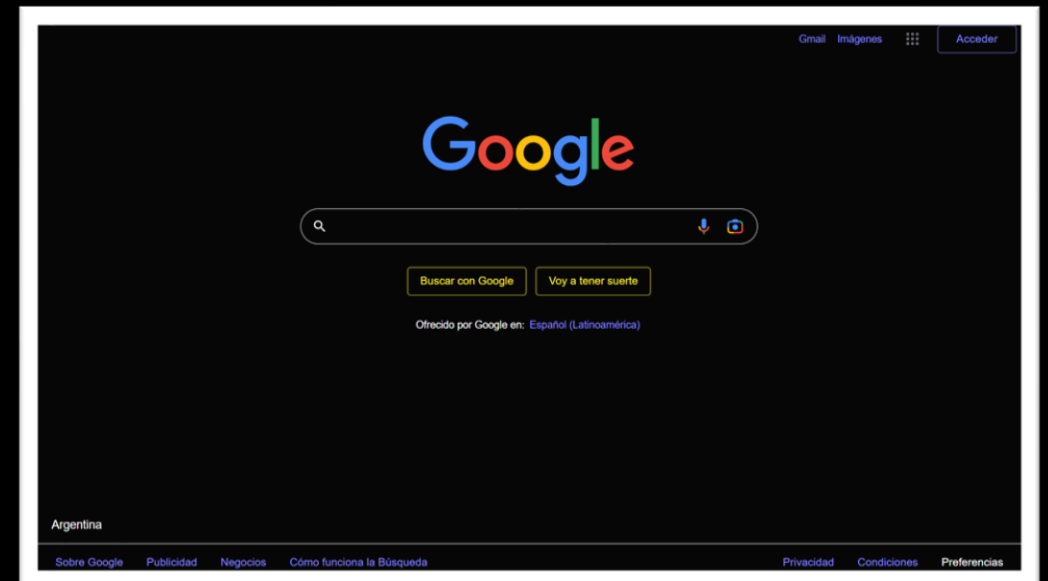 Gmail Imágenes Acceder
Google
Buscar con Google Voy a tener suerte
Ofrecido por Google en: Español (Latinoamérica)
Argentina
Sobre Google Publicidad Negocios Cómo funciona la Búsqueda Privacidad Condiciones Preferencias